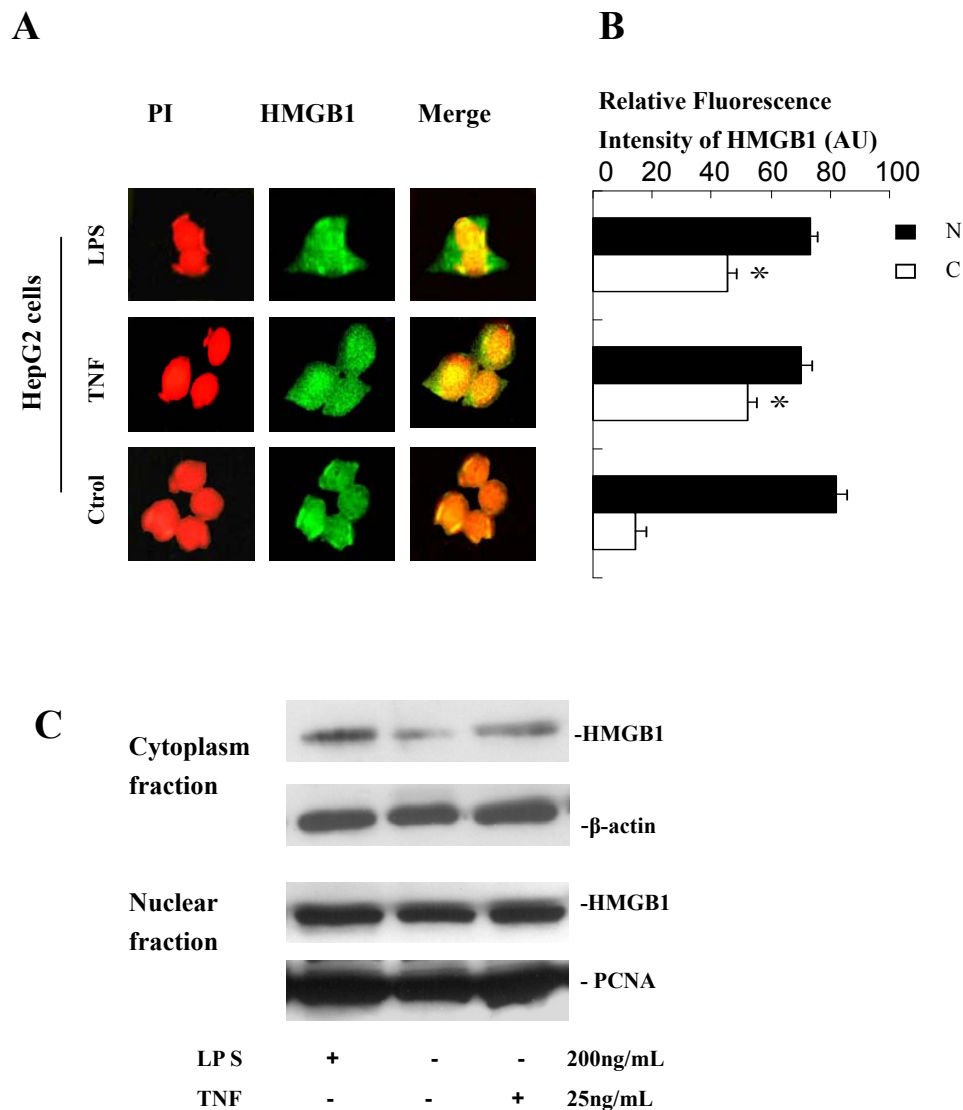 A
B
PI HMGB1 Merge
Relative Fluorescence
Intensity of HMGB1 (AU)
0 20 40 60 80 100
HepG2 cells
LPS
TNF
Ctrol
N
C
*
*
C
Cytoplasm
fraction
-HMGB1
-β-actin
Nuclear
fraction
-HMGB1
- PCNA
LP S + - - 200ng/mL
TNF - - + 25ng/mL